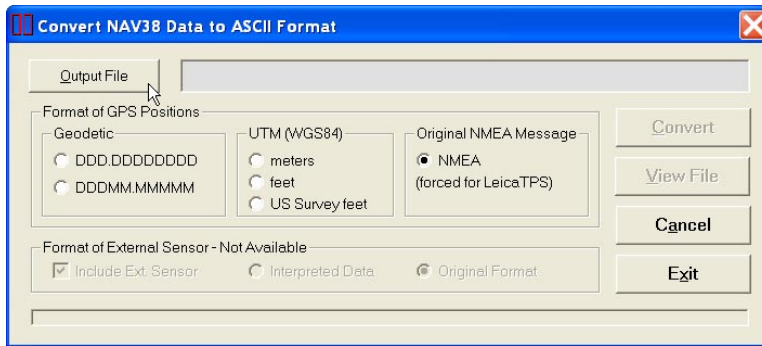 Convert NAV38 Data to ASCII Format
Output File
Format of GPS Positions
Geodetic
DDD.DDDDDDDD
DDDMM.MMMMM
UTM (WGS84)
meters
feet
US Survey feet
Original NMEA Message
NMEA
(forced for LeicaTPS)
Convert
View File
Cancel
Exit
Format of External Sensor - Not Available
Include Ext. Sensor
Interpreted Data
Original Format